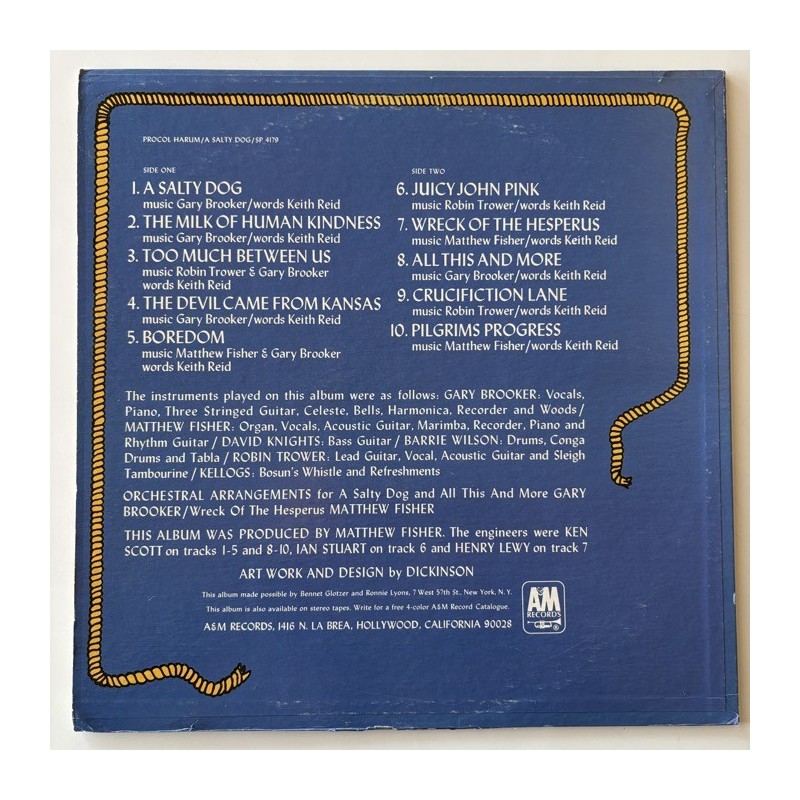 PROCOL HARUM/A SALTY DOG/SP 4179
SIDE ONE
1. A SALTY DOG
music Gary Brooker/words Keith Reid
2. THE MILK OF HUMAN KINDNESS
music Gary Brooker/words Keith Reid
3. TOO MUCH BETWEEN US
music Robin Trower & Gary Brooker
words Keith Reid
4. THE DEVIL CAME FROM KANSAS
music Gary Brooker/words Keith Reid
5. BOREDOM
music Matthew Fisher & Gary Brooker
words Keith Reid
SIDE TWO
6. JUICY JOHN PINK
music Robin Trower/words Keith Reid
7. WRECK OF THE HESPERUS
music Matthew Fisher/words Keith Reid
8. ALL THIS AND MORE
music Gary Brooker/words Keith Reid
9. CRUCIFICTION LANE
music Robin Trower/words Keith Reid
10. PILGRIMS PROGRESS
music Matthew Fisher/words Keith Reid
The instruments played on this album were as follows: GARY BROOKER: Vocals,
Piano, Three Stringed Guitar, Celeste, Bells, Harmonica, Recorder and Woods/
MATTHEW FISHER: Organ, Vocals, Acoustic Guitar, Marimba, Recorder, Piano and
Rhythm Guitar / DAVID KNIGHTS: Bass Guitar / BARRIE WILSON: Drums, Conga
Drums and Tabla / ROBIN TROWER: Lead Guitar, Vocal, Acoustic Guitar and Sleigh
Tambourine / KELLOGS: Bosun's Whistle and Refreshments
ORCHESTRAL ARRANGEMENTS for A Salty Dog and All This And More GARY
BROOKER/Wreck Of The Hesperus MATTHEW FISHER
THIS ALBUM WAS PRODUCED BY MATTHEW FISHER. The engineers were KEN
SCOTT on tracks 1-5 and 8-10, IAN STUART on track 6 and HENRY LEWY on track 7
ART WORK AND DESIGN by DICKINSON
This album made possible by Bennet Glotzer and Ronnie Lyons, 7 West 57th St., New York, N.Y.
This album is also available on stereo tapes. Write for a free 4-color A&M Record Catalogue.
A&M RECORDS, 1416 N. LA BREA, HOLLYWOOD, CALIFORNIA 90028
A&M
RECORDS
®